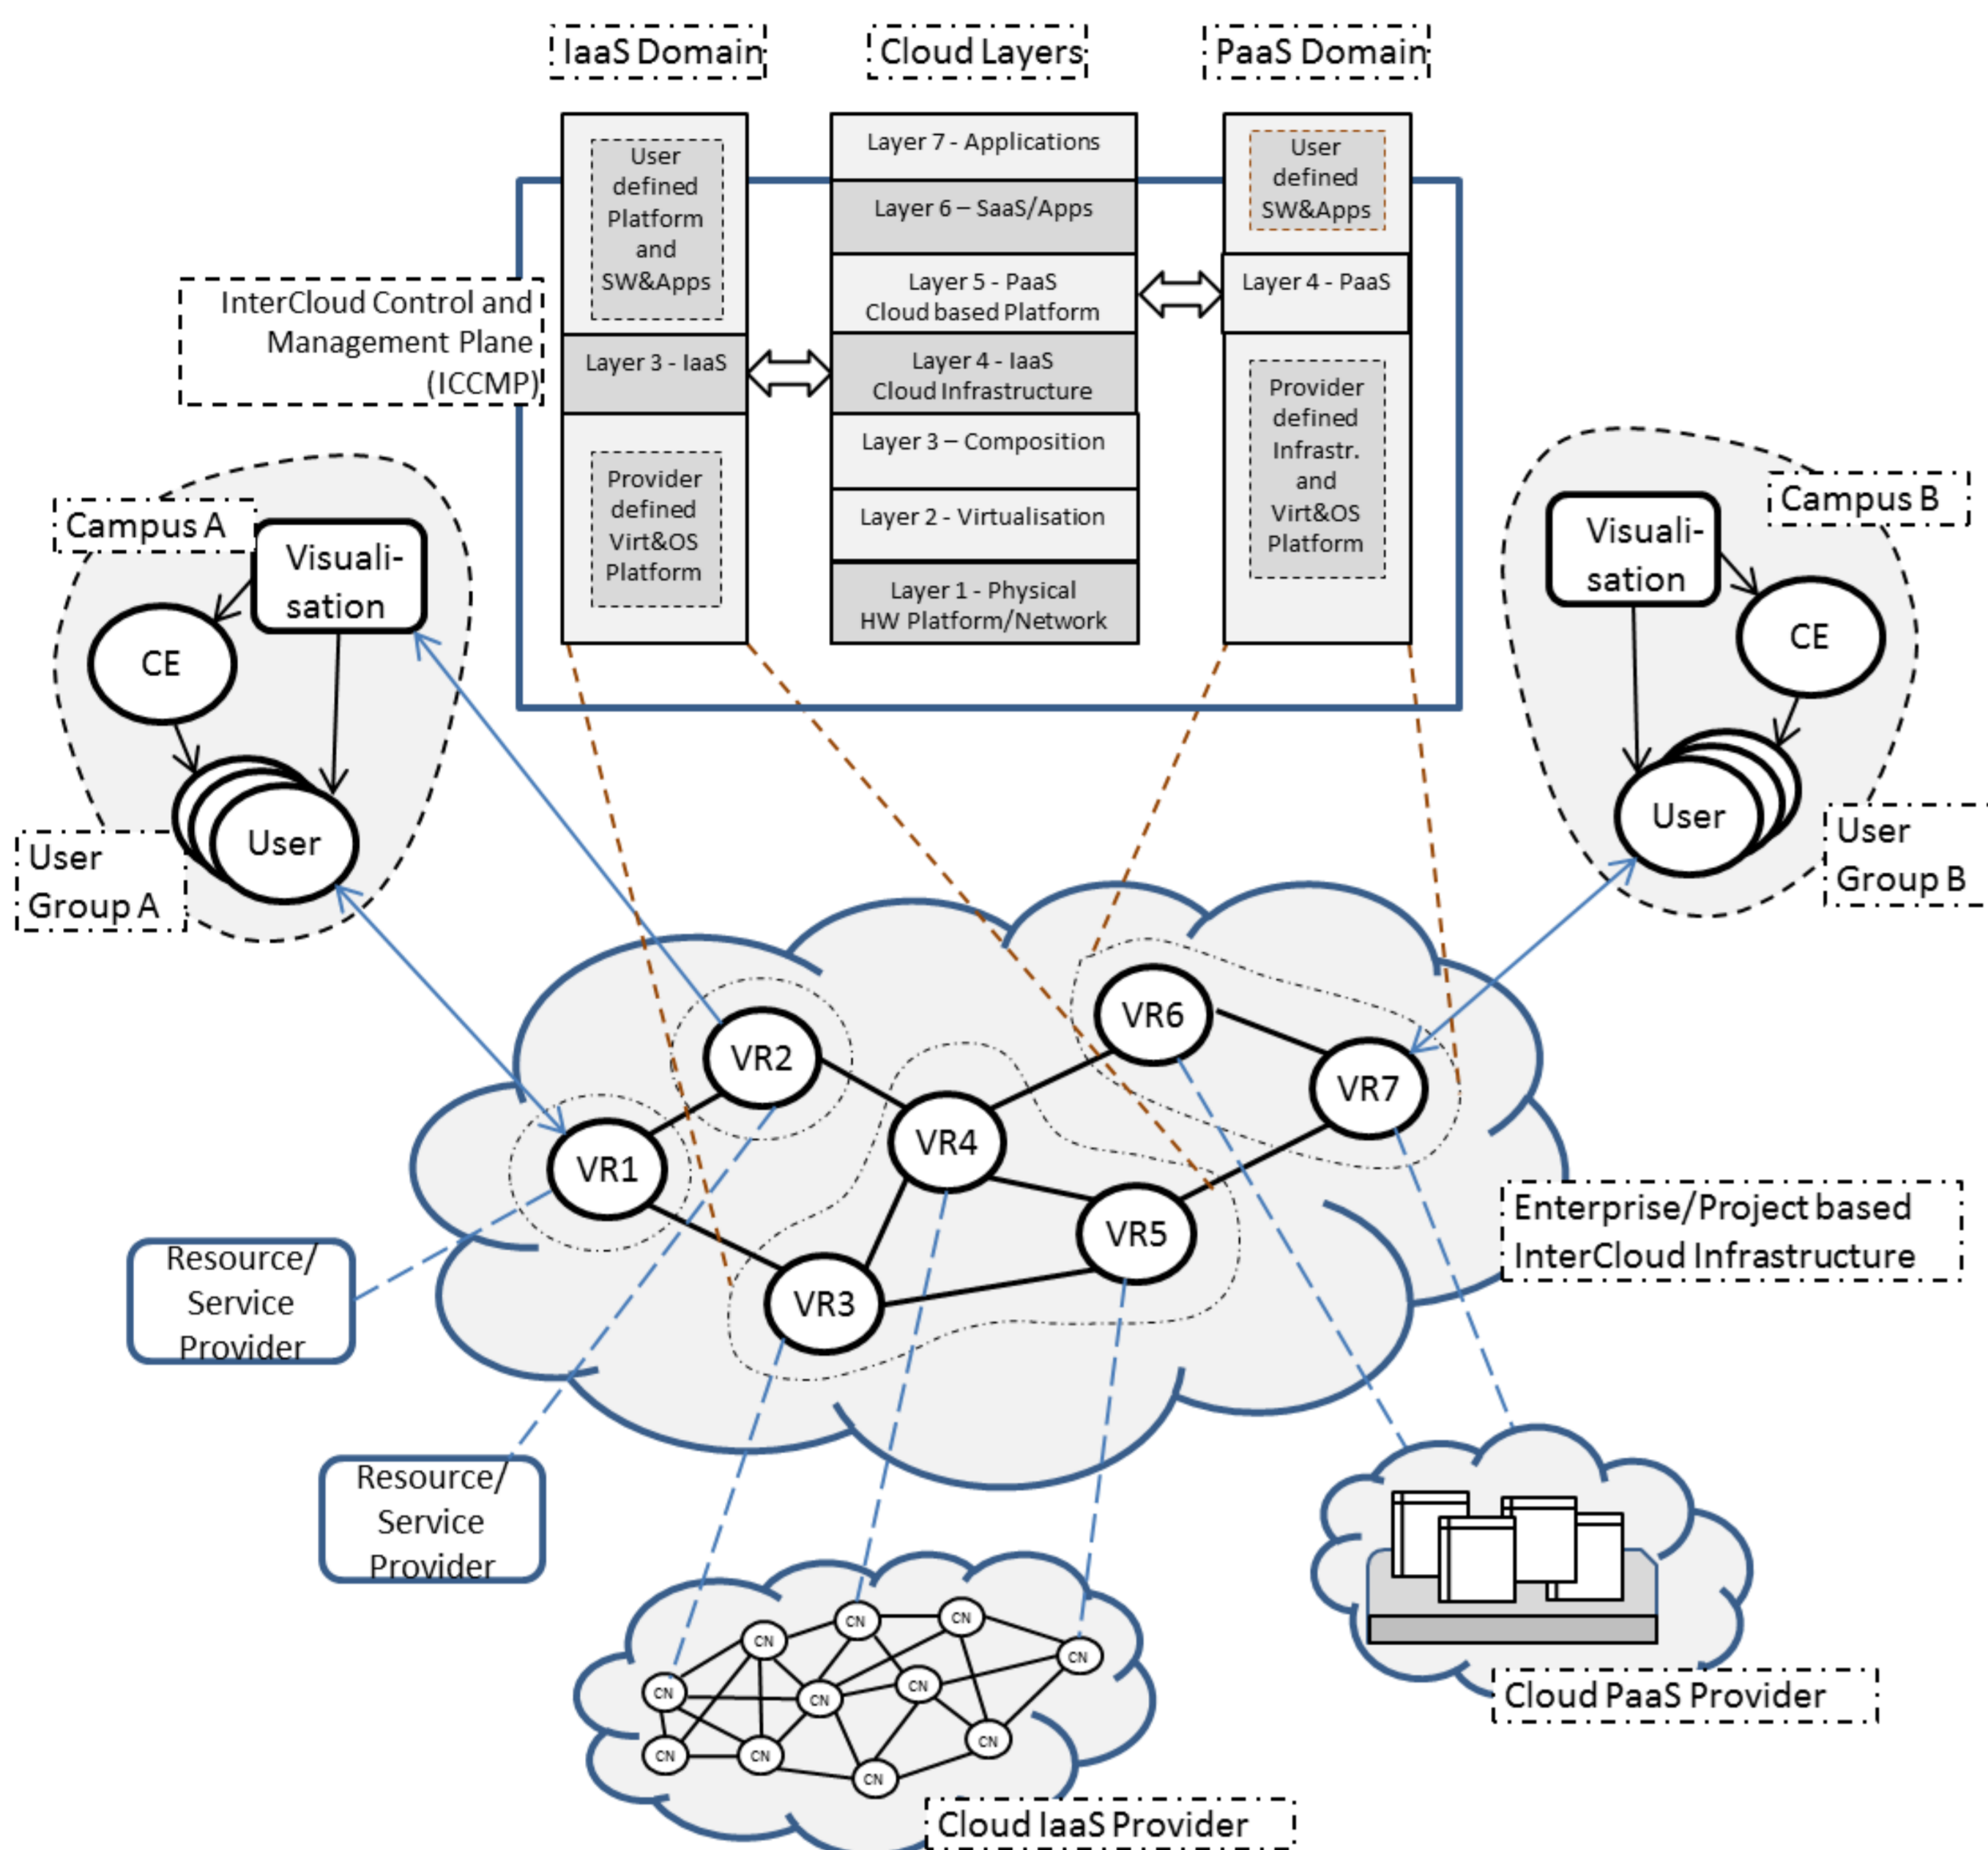 IaaS Domain
Cloud Layers
PaaS Domain
User
defined
Platform
and
SW&Apps
Layer 3 - IaaS
Provider
defined
Virt&OS
Platform
Layer 7 - Applications
Layer 6 – SaaS/Apps
Layer 5 - PaaS
Cloud based Platform
Layer 4 - IaaS
Cloud Infrastructure
Layer 3 – Composition
Layer 2 - Virtualisation
Layer 1 - Physical
HW Platform/Network
User
defined
SW&Apps
Layer 4 - PaaS
Provider
defined
Infrastr.
and
Virt&OS
Platform
InterCloud Control and
Management Plane
(ICCMP)
Campus A
Visuali-
sation
CE
User
User
Group A
Campus B
Visuali-
sation
CE
User
User
Group B
VR6
VR2
VR7
VR4
VR1
VR5
VR3
Enterprise/Project based
InterCloud Infrastructure
Resource/
Service
Provider
Resource/
Service
Provider
CN
CN
CN
CN
CN
CN
CN
CN
CN
CN
CN
Cloud PaaS Provider
Cloud IaaS Provider